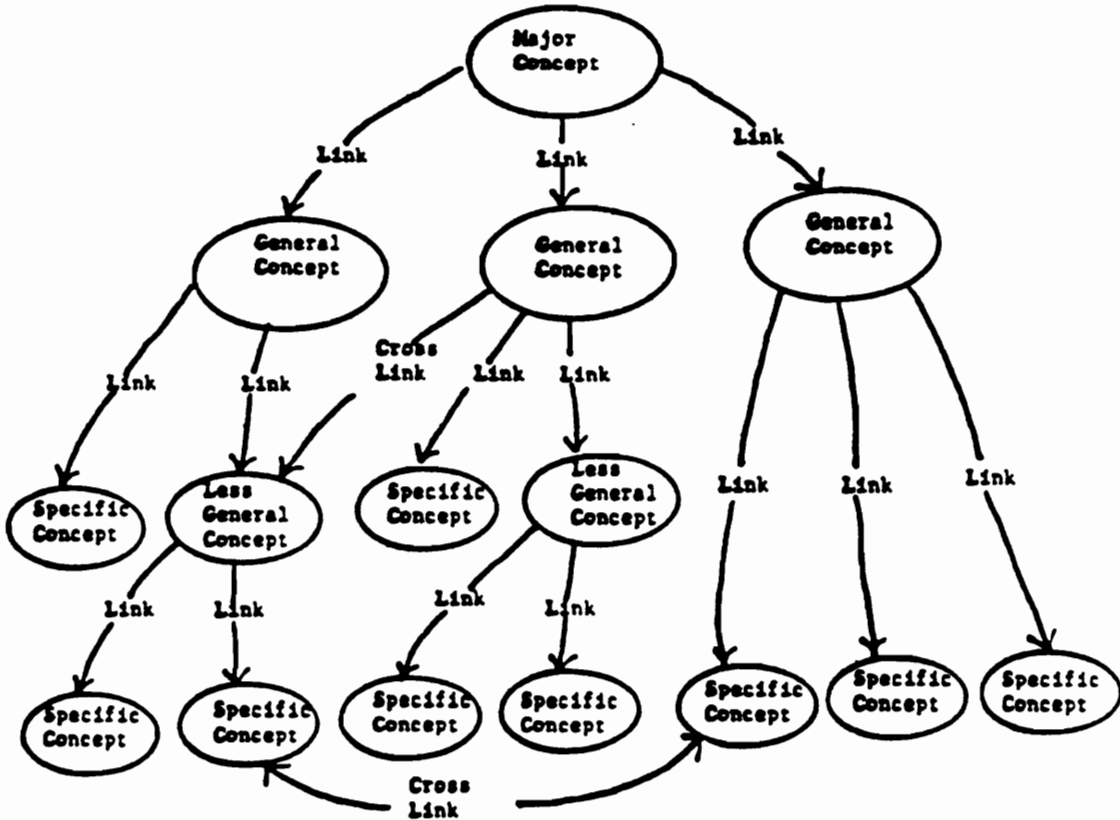 Major
Concept
Link
Link
Link
General
Concept
General
Concept
General
Concept
Cross
Link
Link
Link
Link
Link
Link
Link
Link
Specific
Concept
Less
General
Concept
Specific
Concept
Less
General
Concept
Link
Link
Link
Link
Specific
Concept
Specific
Concept
Specific
Concept
Specific
Concept
Specific
Concept
Specific
Concept
Specific
Concept
Cross
Link